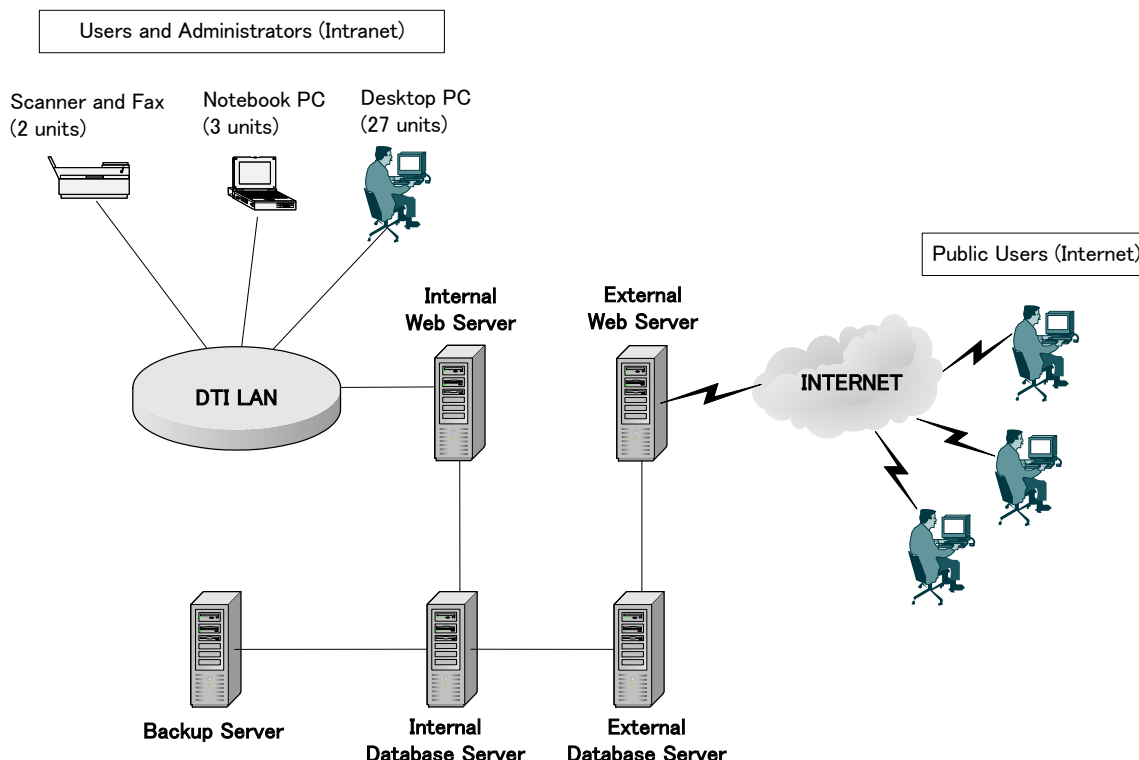 Users and Administrators (Intranet)
Scanner and Fax
(2 units)
Notebook PC
(3 units)
Desktop PC
(27 units)
Public Users (Internet)
Internal
Web Server
External
Web Server
DTI LAN
INTERNET
Backup Server
Internal
Database Server
External
Database Server